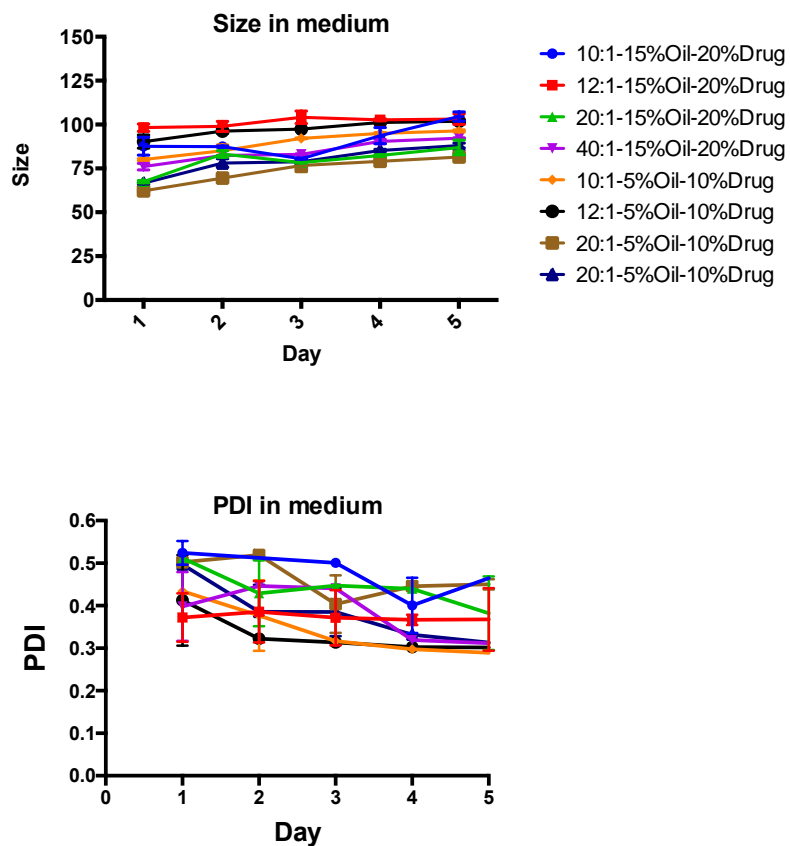 Size in medium
150
125
100
75
50
25
0
Size
1
2
3
4
5
Day
10:1-15%Oil-20%Drug
12:1-15%Oil-20%Drug
20:1-15%Oil-20%Drug
40:1-15%Oil-20%Drug
10:1-5%Oil-10%Drug
12:1-5%Oil-10%Drug
20:1-5%Oil-10%Drug
20:1-5%Oil-10%Drug
PDI in medium
0.6
0.5
0.4
0.3
0.2
0.1
0.0
PDI
0
1
2
3
4
5
Day